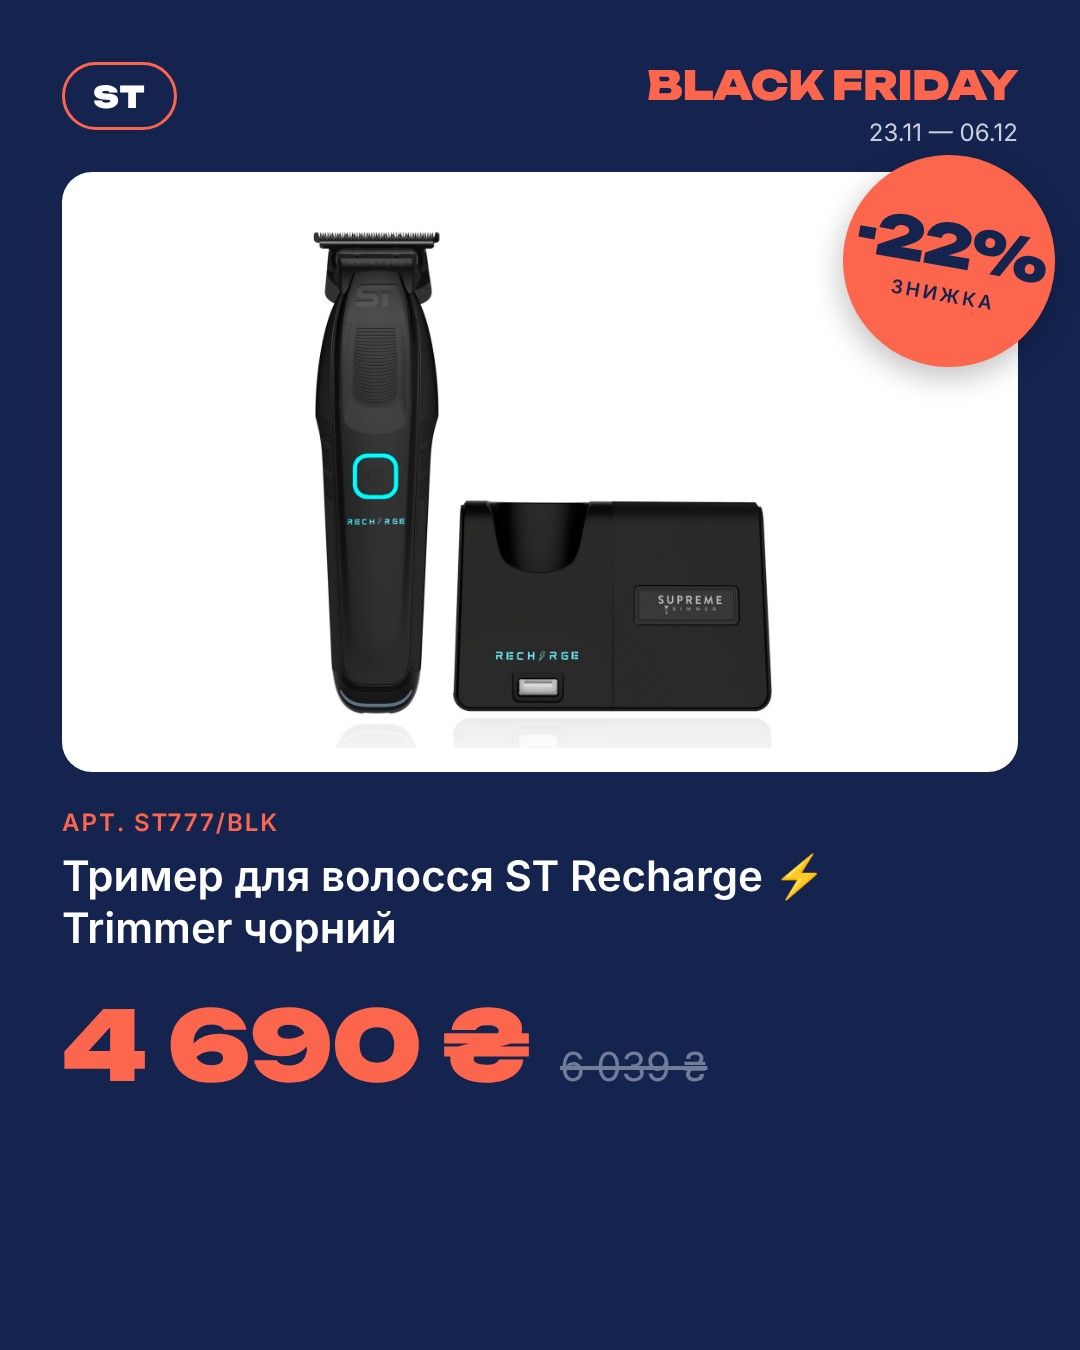 ST
BLACK FRIDAY
23.11 — 06.12
-22%
ЗНИЖКА
ST
RECHARGE
SUPREME
TRIMMER
RECHARGE
АРТ. ST777/BLK
Тример для волосся ST Recharge ⚡
Trimmer чорний
4 690 ₴
6 039 ₴